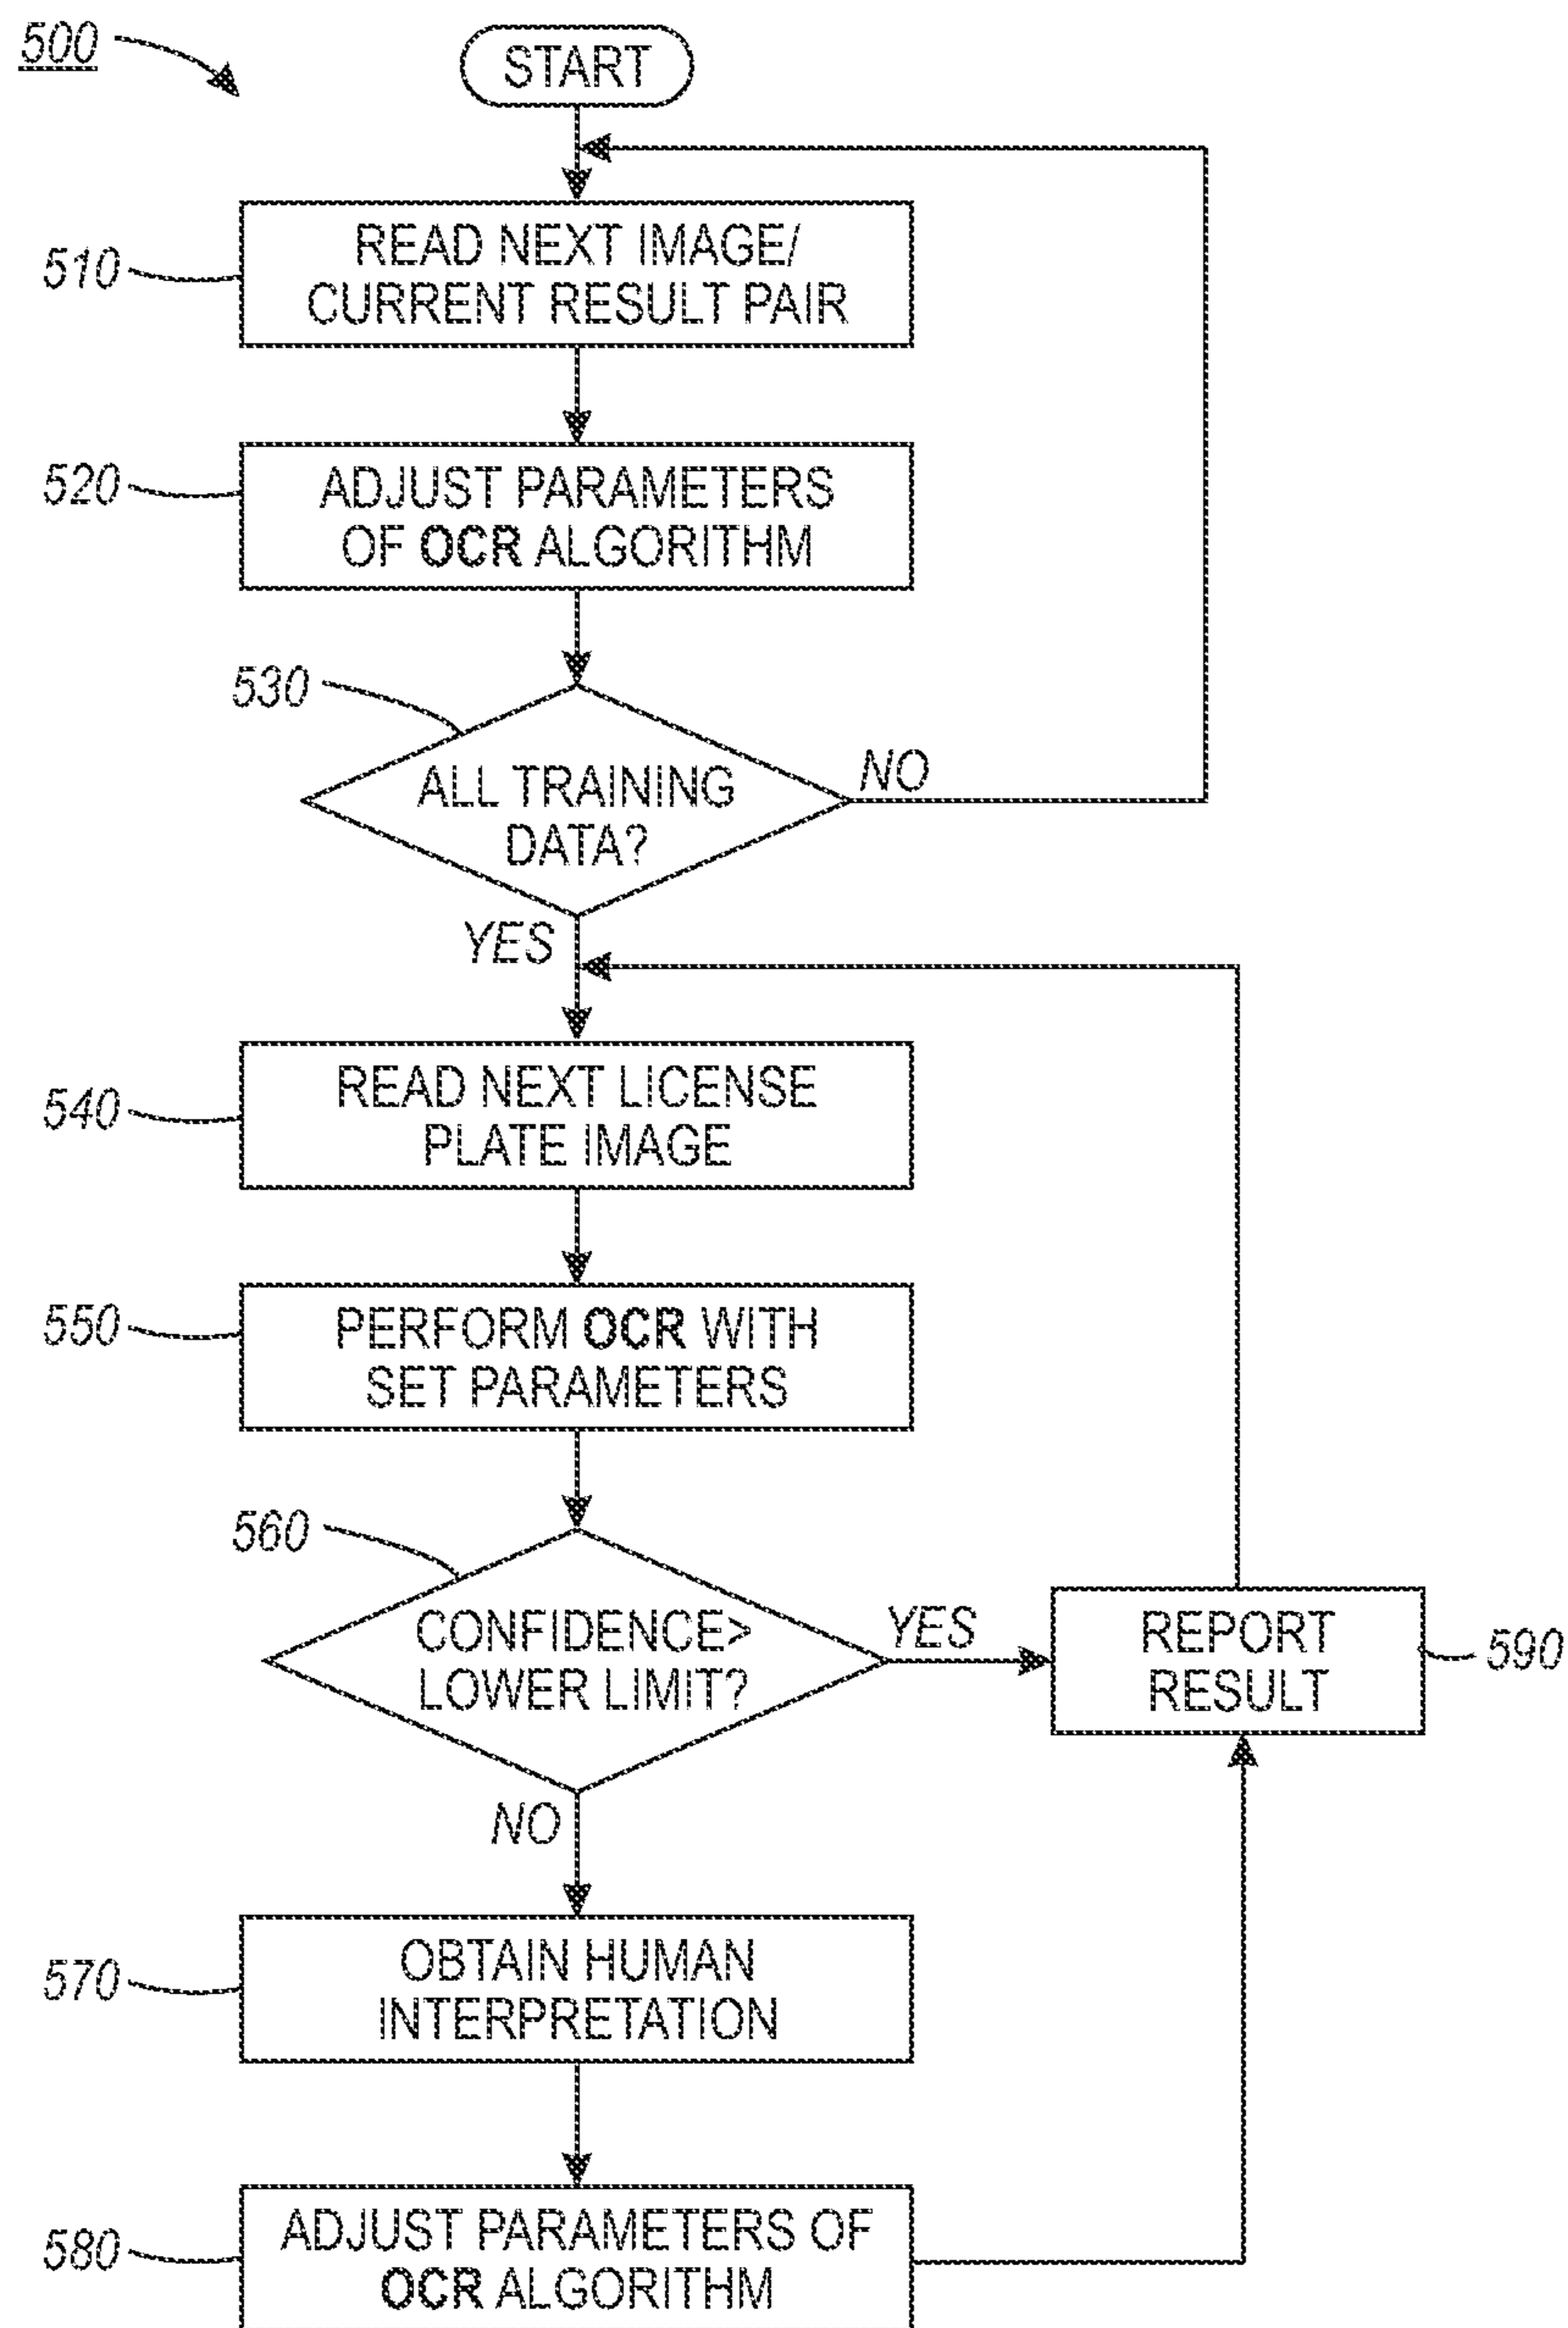 500
START
510
READ NEXT IMAGE/
CURRENT RESULT PAIR
520
ADJUST PARAMETERS
OF OCR ALGORITHM
530
ALL TRAINING
DATA?
NO
YES
540
READ NEXT LICENSE
PLATE IMAGE
550
PERFORM OCR WITH
SET PARAMETERS
560
CONFIDENCE>
LOWER LIMIT?
YES
REPORT
RESULT
590
NO
570
OBTAIN HUMAN
INTERPRETATION
580
ADJUST PARAMETERS OF
OCR ALGORITHM